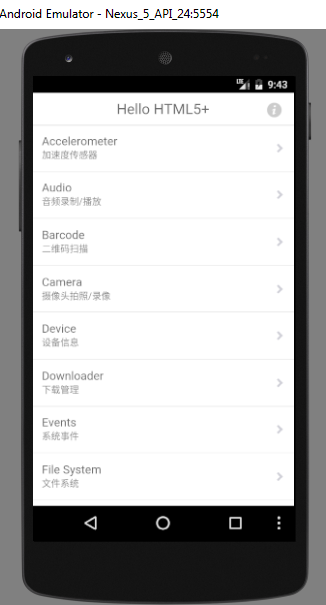 Android Emulator - Nexus_5_API_24:5554
LTE 9:43
Hello HTML5+
Accelerometer
加速度传感器
Audio
音频录制/播放
Barcode
二维码扫描
Camera
摄像头拍照/录像
Device
设备信息
Downloader
下载管理
Events
系统事件
File System
文件系统